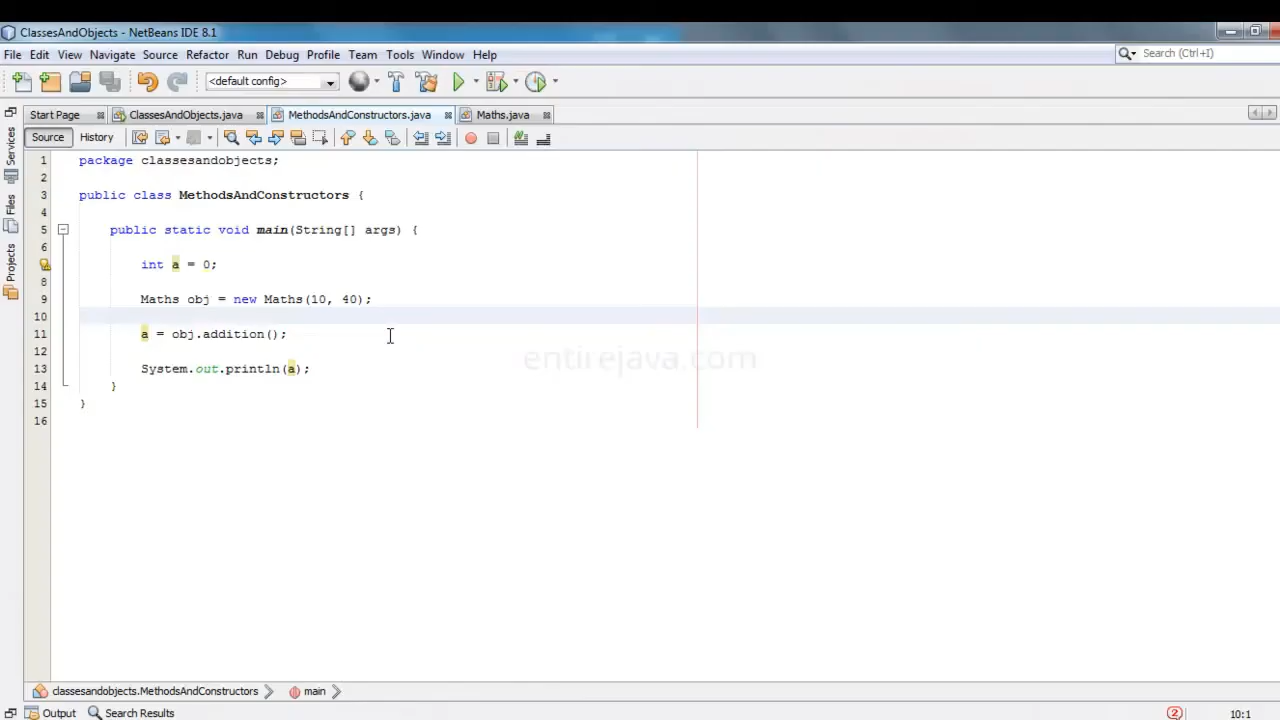 ClassesAndObjects - NetBeans IDE 8.1
File Edit View Navigate Source Refactor Run Debug Profile Team Tools Window Help
Search (Ctrl+I)
<default config>
Start Page ClassesAndObjects.java MethodsAndConstructors.java Maths.java
Source History
Services
Files
Projects
1 package classesandobjects;
2
3 public class MethodsAndConstructors {
4
5 public static void main(String[] args) {
6
int a = 0;
8
9 Maths obj = new Maths(10, 40);
10
11 a = obj.addition();
12
13 System.out.println(a);
14 }
15 }
16
entirejava.com
classesandobjects.MethodsAndConstructors main
Output Search Results 2 10:1